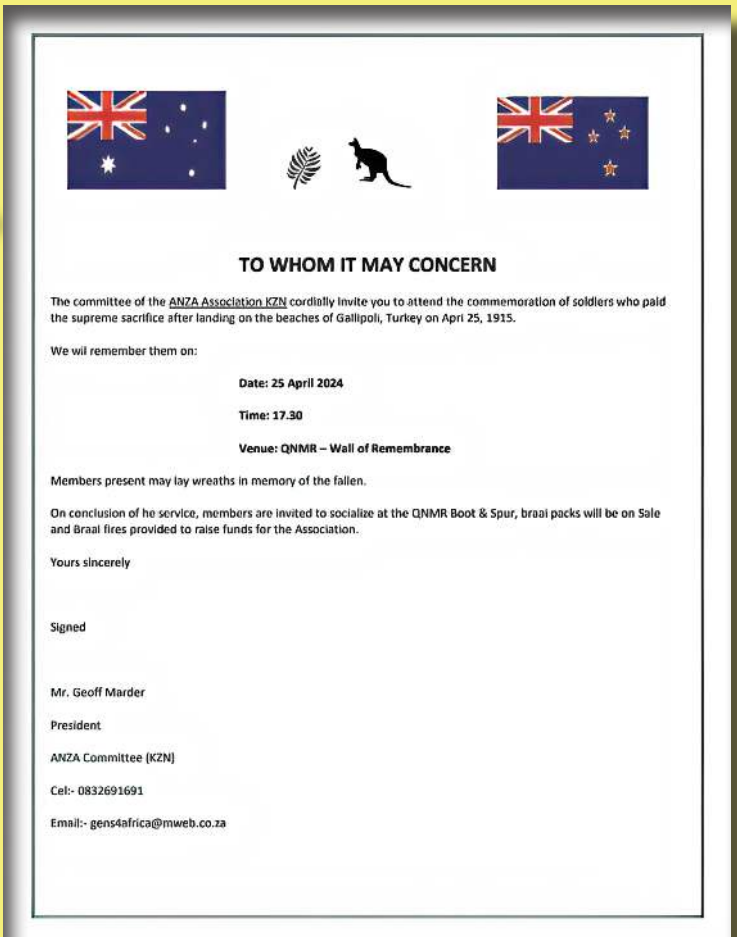 TO WHOM IT MAY CONCERN
The committee of the ANZA Association KZN cordially invite you to attend the commemoration of soldiers who paid
the supreme sacrifice after landing on the beaches of Gallipoli, Turkey on Apri 25, 1915.
We wil remember them on:
Date: 25 April 2024
Time: 17.30
Venue: QNMR – Wall of Remembrance
Members present may lay wreaths in memory of the fallen.
On conclusion of he service, members are invited to socialize at the QNMR Boot & Spur, braai packs will be on Sale
and Braai fires provided to raise funds for the Association.
Yours sincerely
Signed
Mr. Geoff Marder
President
ANZA Committee (KZN)
Cel:- 0832691691
Email:- gens4africa@mweb.co.za